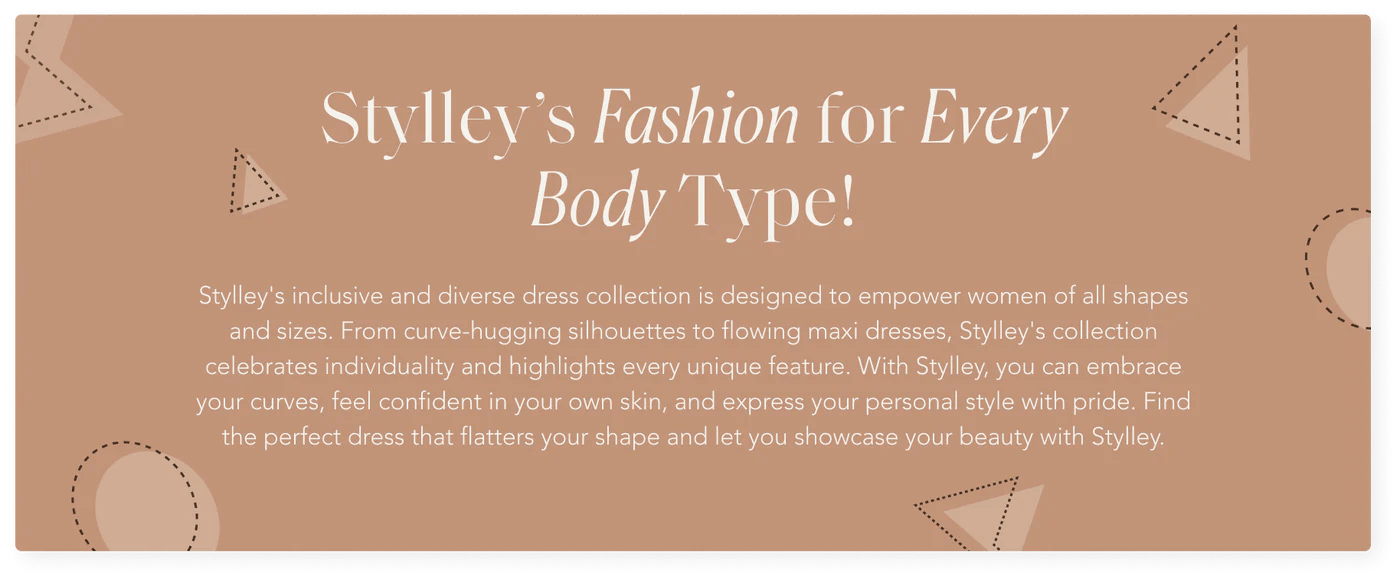 Stylley’s Fashion for Every
Body Type!
Stylley's inclusive and diverse dress collection is designed to empower women of all shapes
and sizes. From curve-hugging silhouettes to flowing maxi dresses, Stylley's collection
celebrates individuality and highlights every unique feature. With Stylley, you can embrace
your curves, feel confident in your own skin, and express your personal style with pride. Find
the perfect dress that flatters your shape and let you showcase your beauty with Stylley.